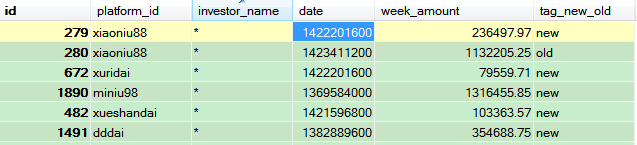 id platform_id investor_name date week_amount tag_new_old
279 xiaoniu88 * 1422201600 236497.97 new
280 xiaoniu88 * 1423411200 1132205.25 old
672 xuridai * 1422201600 79559.71 new
1890 miniu98 * 1369584000 1316455.85 new
482 xueshandai * 1421596800 103363.57 new
1491 dddai * 1382889600 354688.75 new